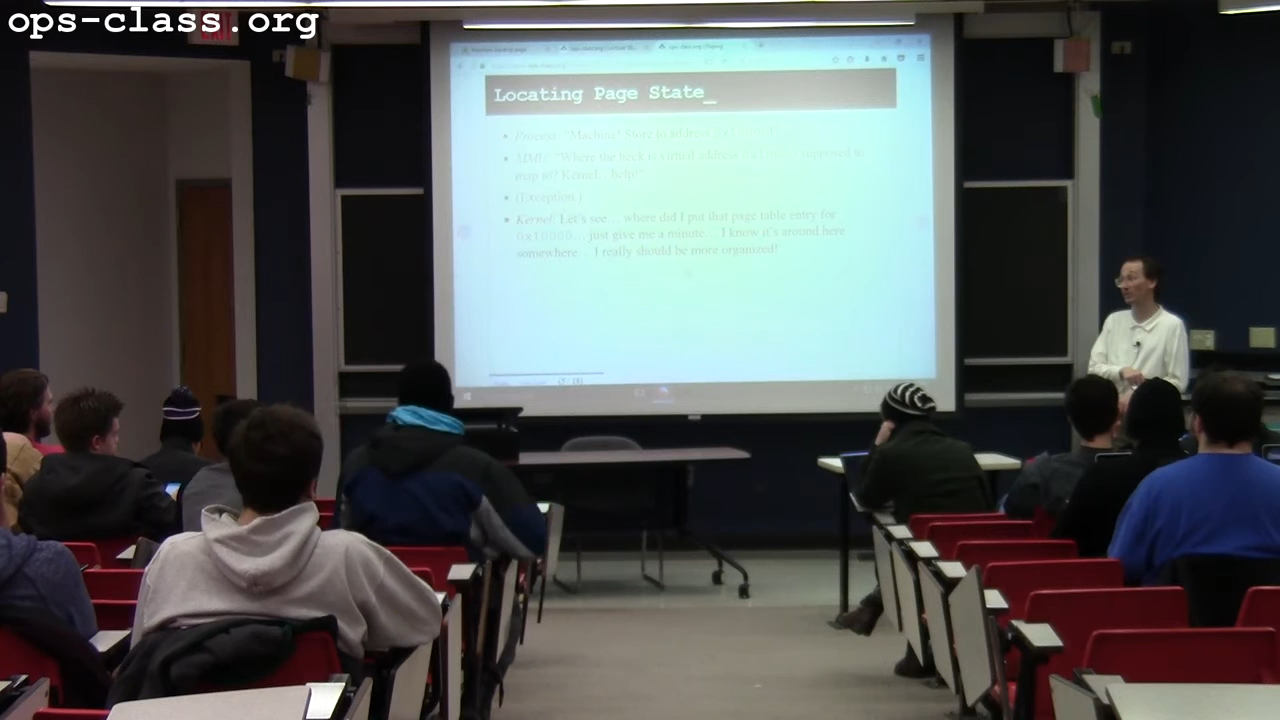 ops-class.org
EXIT
Locating Page State_
Process: "Machine! Store to address
MMU: "Where the heck is virtual address supposed to
map to? Kernel... help!"
(Exception.)
Kernel: Let's see... where did I put that page table entry for
0x10000... just give me a minute... I know it's around here
somewhere... I really should be more organized!